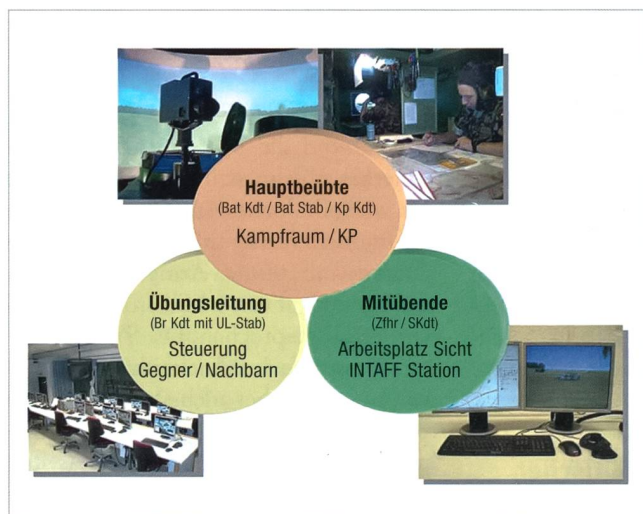 Hauptbeübte
(Bat Kdt / Bat Stab / Kp Kdt)
Kampfraum / KP
Übungsleitung
(Br Kdt mit UL-Stab)
Steuerung
Gegner / Nachbarn
Mitübende
(Zfhr / SKdt)
Arbeitsplatz Sicht
INTAFF Station